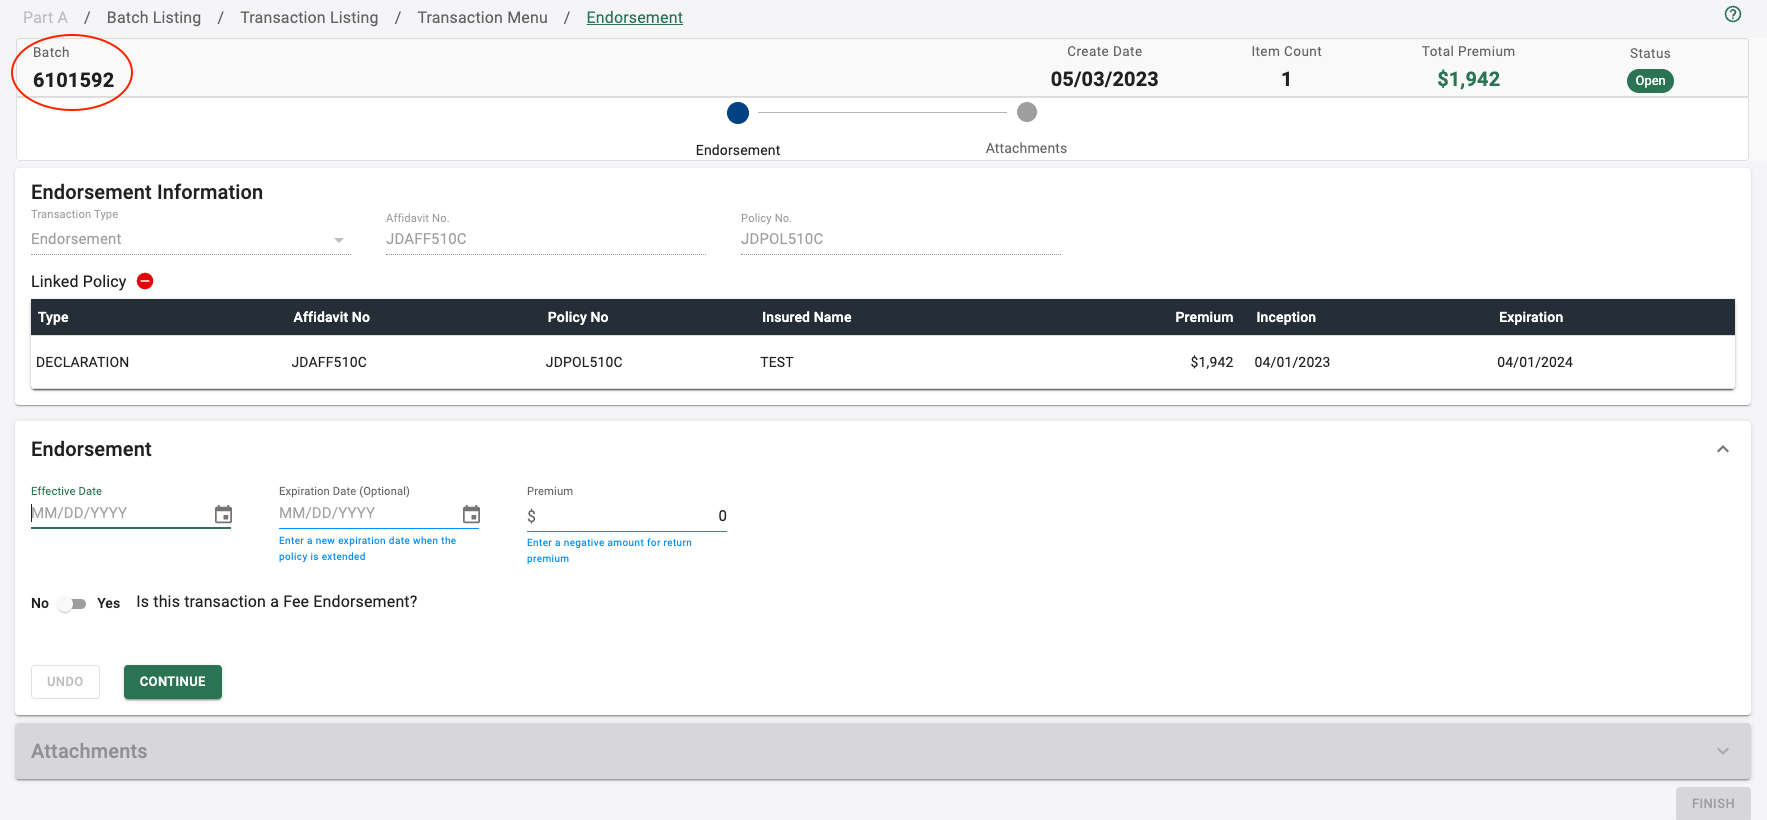 Part A / Batch Listing / Transaction Listing / Transaction Menu / Endorsement
Batch
6101592
Create Date
05/03/2023
Item Count
1
Total Premium
$1,942
Status
Open
Endorsement
Attachments
Endorsement Information
Transaction Type
Endorsement
Affidavit No.
JDAFF510C
Policy No.
JDPOL510C
Linked Policy
Type Affidavit No Policy No Insured Name Premium Inception Expiration
DECLARATION JDAFF510C JDPOL510C TEST $1,942 04/01/2023 04/01/2024
Endorsement
Effective Date
MM/DD/YYYY
Expiration Date (Optional)
MM/DD/YYYY
Enter a new expiration date when the
policy is extended
Premium
$ 0
Enter a negative amount for return
premium
No Yes Is this transaction a Fee Endorsement?
UNDO CONTINUE
Attachments
FINISH